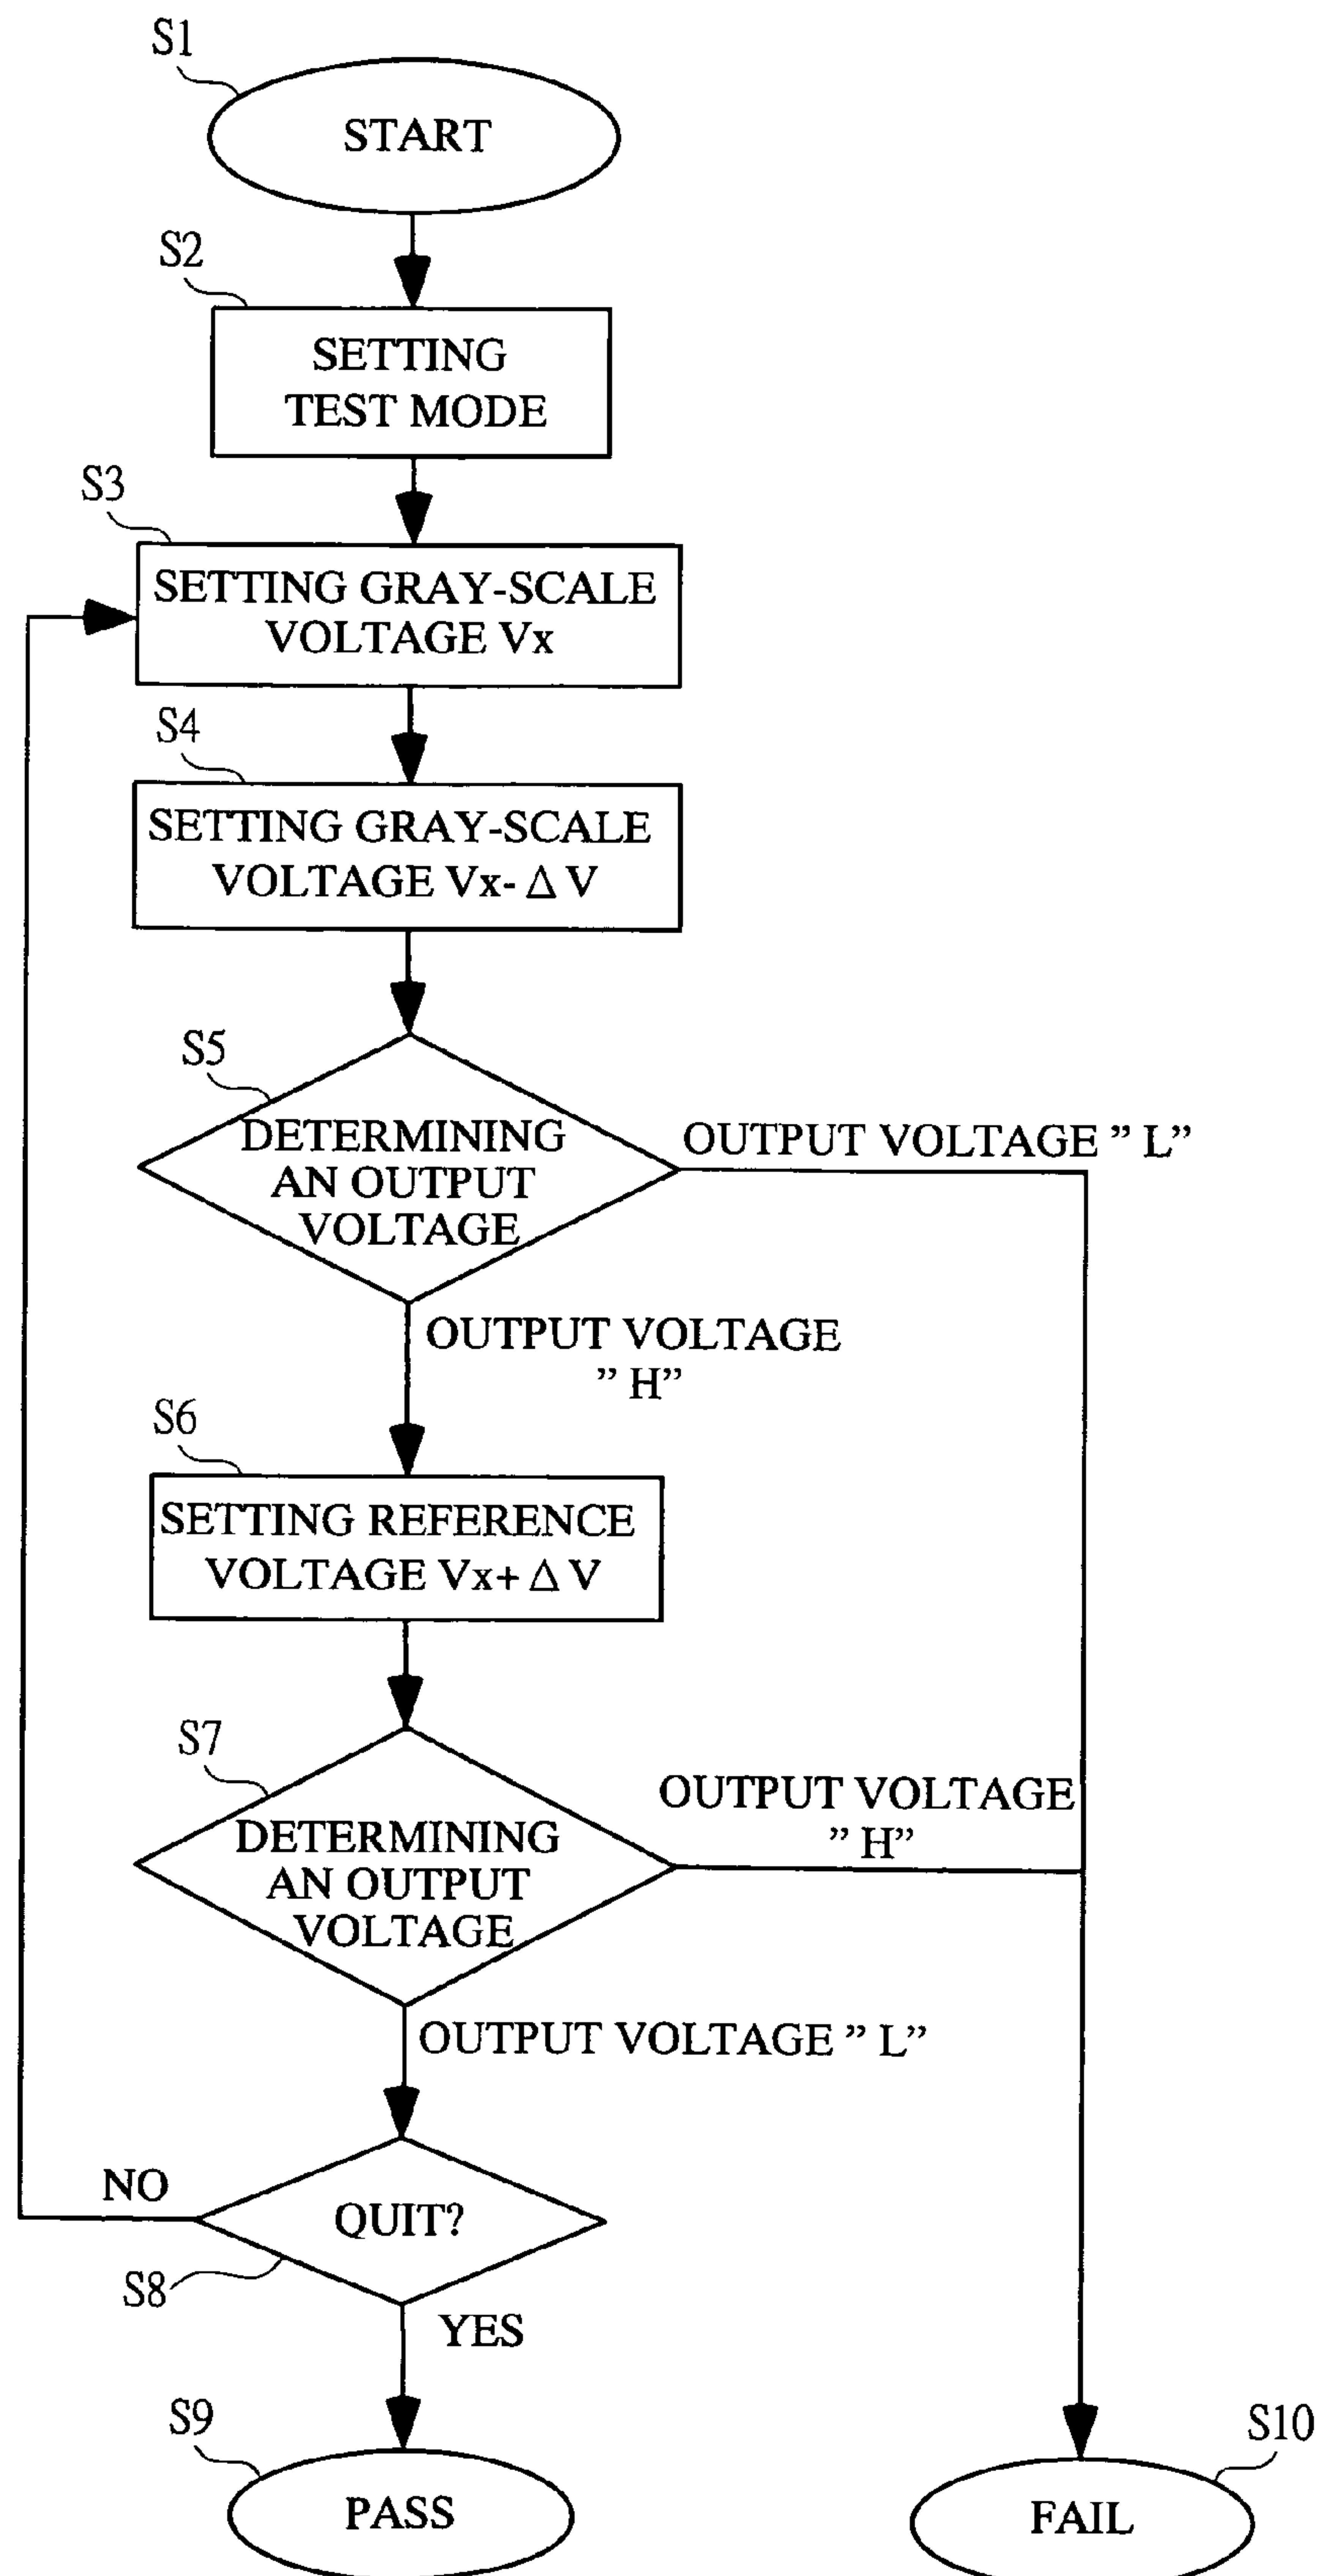 S1
START
S2
SETTING
TEST MODE
S3
SETTING GRAY-SCALE
VOLTAGE Vx
S4
SETTING GRAY-SCALE
VOLTAGE Vx- Δ V
S5
DETERMINING
AN OUTPUT
VOLTAGE
OUTPUT VOLTAGE ” L”
OUTPUT VOLTAGE
” H”
S6
SETTING REFERENCE
VOLTAGE Vx+ Δ V
S7
DETERMINING
AN OUTPUT
VOLTAGE
OUTPUT VOLTAGE
” H”
OUTPUT VOLTAGE ” L”
NO
QUIT?
S8
YES
S9
PASS
S10
FAIL